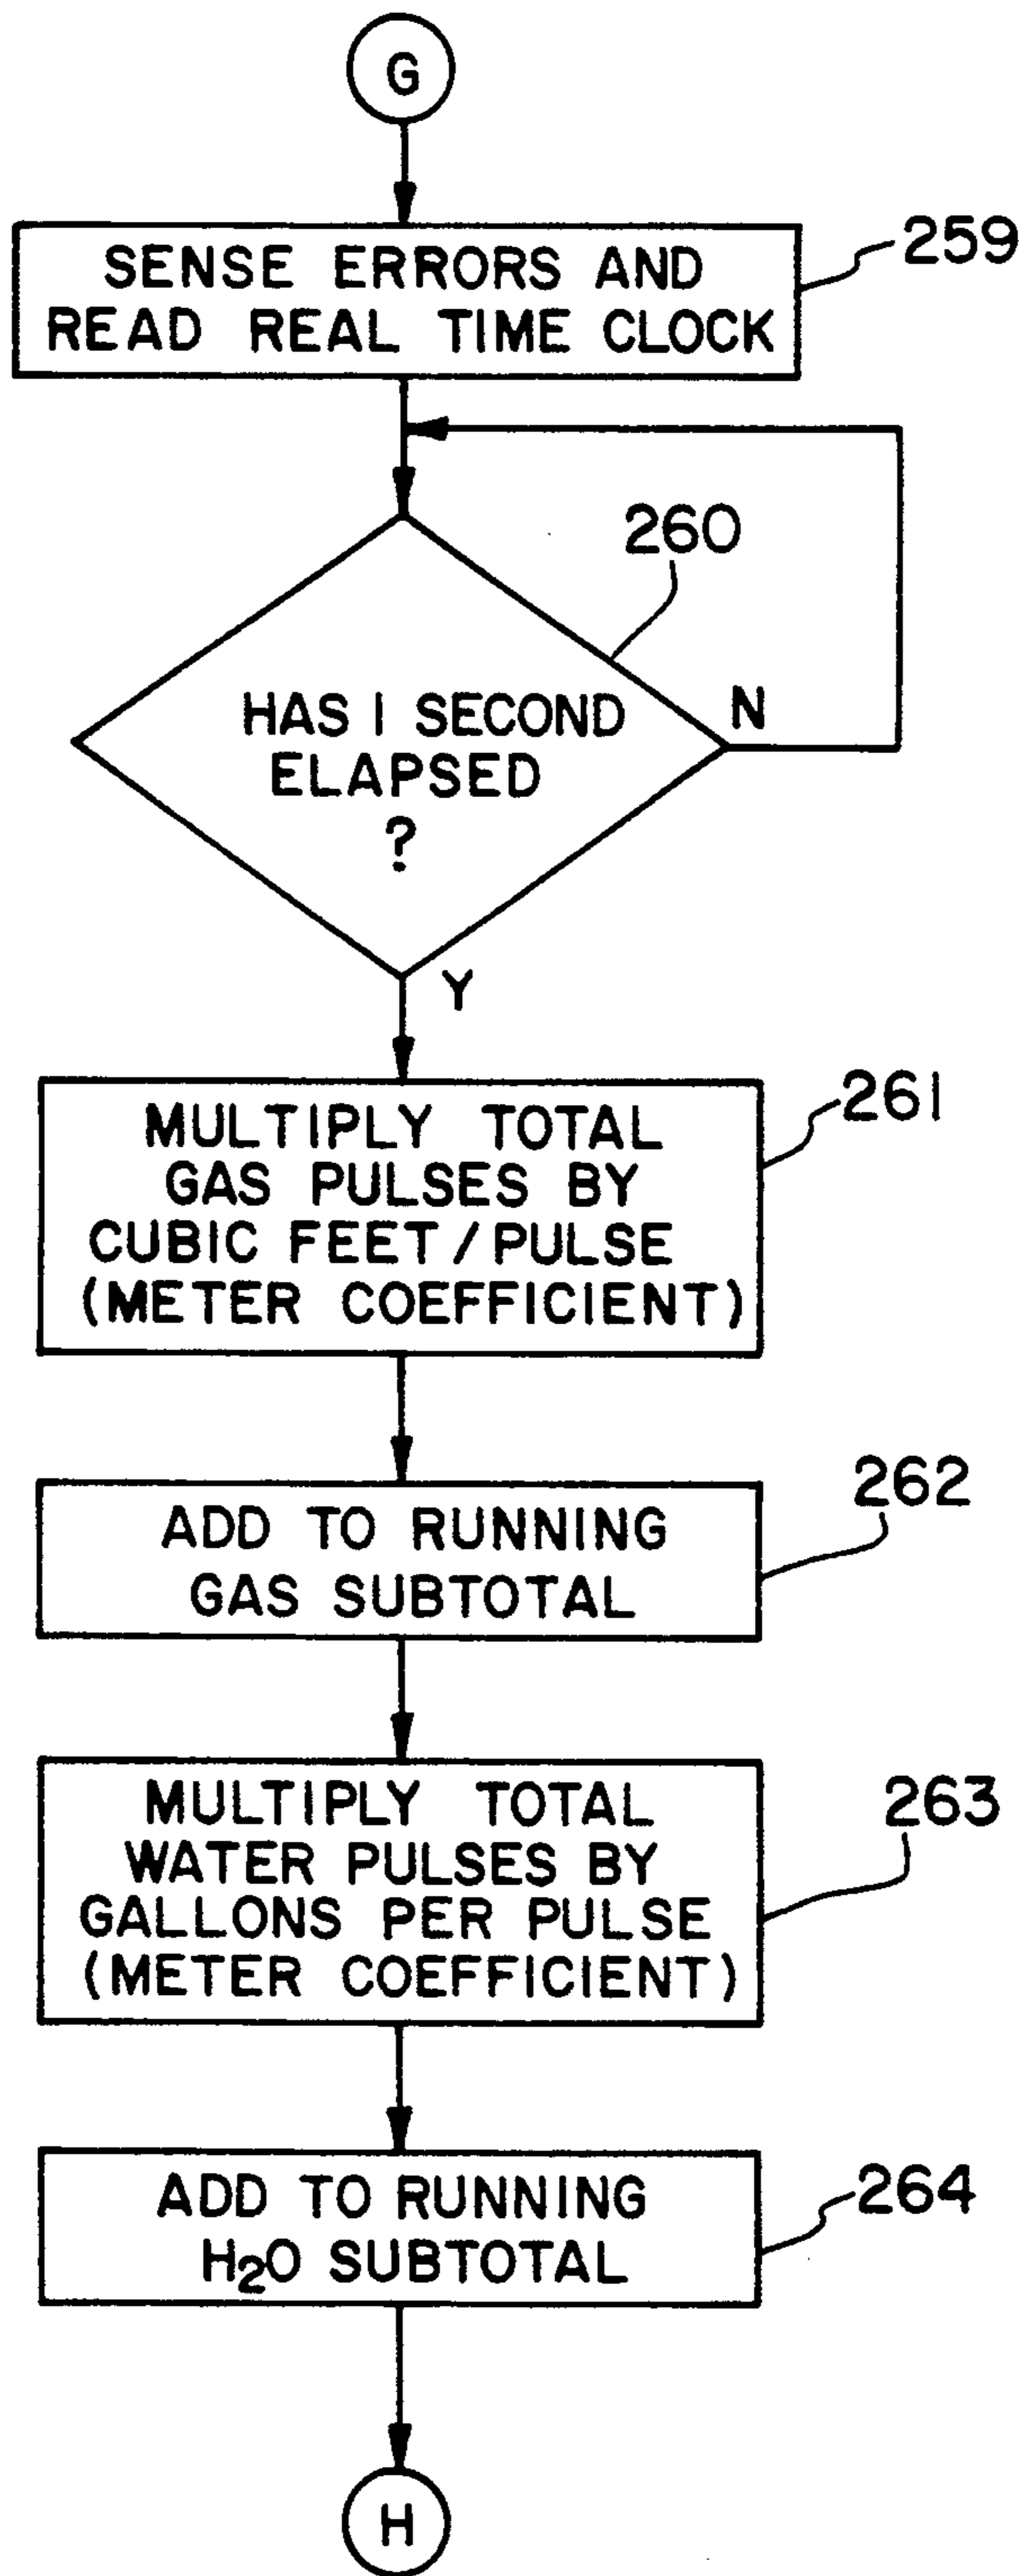 G
SENSE ERRORS AND
READ REAL TIME CLOCK
259
260
HAS 1 SECOND
ELAPSED
?
N
Y
MULTIPLY TOTAL
GAS PULSES BY
CUBIC FEET/PULSE
(METER COEFFICIENT)
261
ADD TO RUNNING
GAS SUBTOTAL
262
MULTIPLY TOTAL
WATER PULSES BY
GALLONS PER PULSE
(METER COEFFICIENT)
263
ADD TO RUNNING
H₂O SUBTOTAL
264
H